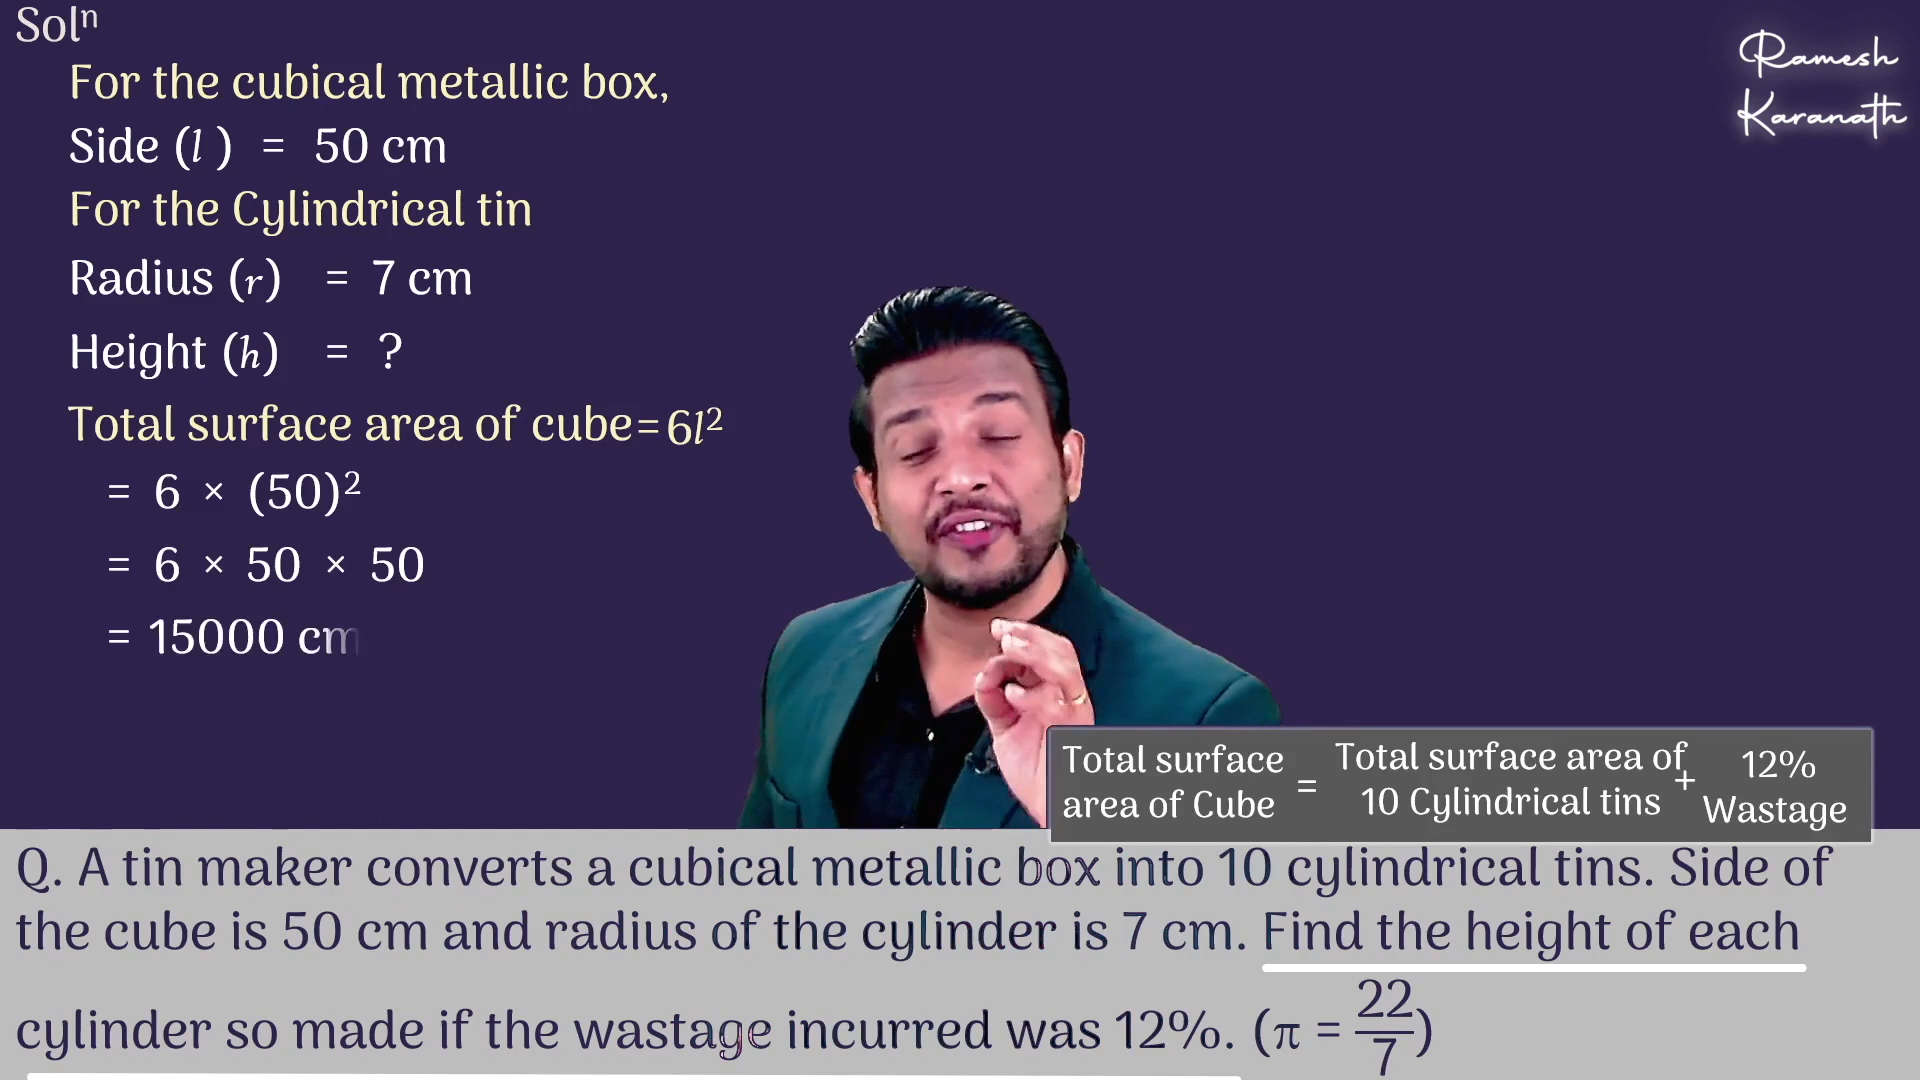 Solⁿ
Ramesh
Karanath
For the cubical metallic box,
Side (l ) = 50 cm
For the Cylindrical tin
Radius (r) = 7 cm
Height (h) = ?
Total surface area of cube=6l²
= 6 × (50)²
= 6 × 50 × 50
= 15000 cm
Total surface area of Cube = Total surface area of 10 Cylindrical tins + 12% Wastage
Q. A tin maker converts a cubical metallic box into 10 cylindrical tins. Side of
the cube is 50 cm and radius of the cylinder is 7 cm. Find the height of each
cylinder so made if the wastage incurred was 12%. (π = 22/7)